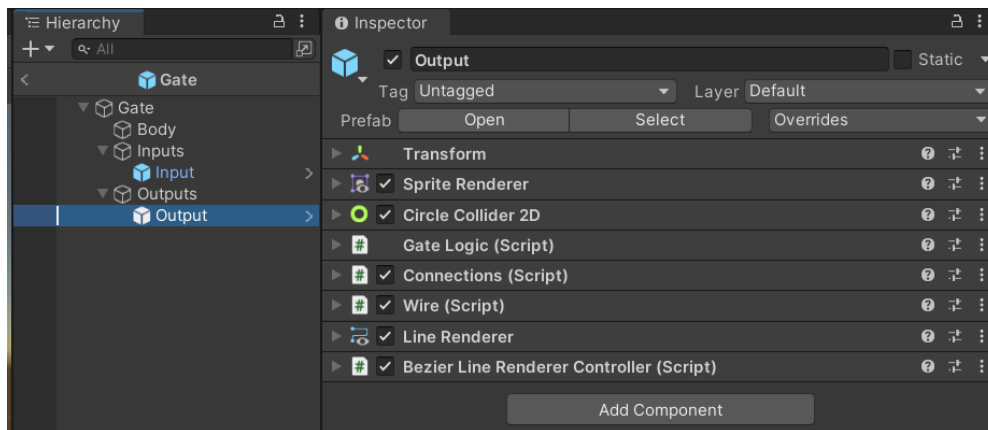 Hierarchy
All
Gate
Gate
Body
Inputs
Input
Outputs
Output
Inspector
Output
Static
Tag Untagged
Layer Default
Prefab Open Select Overrides
Transform
Sprite Renderer
Circle Collider 2D
Gate Logic (Script)
Connections (Script)
Wire (Script)
Line Renderer
Bezier Line Renderer Controller (Script)
Add Component